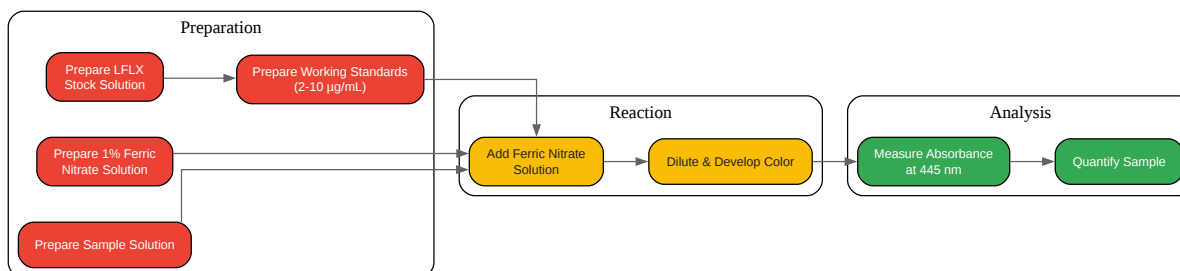 Preparation
Prepare LFLX
Stock Solution
Prepare Working Standards
(2-10 µg/mL)
Prepare 1% Ferric
Nitrate Solution
Prepare Sample Solution
Reaction
Add Ferric Nitrate
Solution
Dilute & Develop Color
Analysis
Measure Absorbance
at 445 nm
Quantify Sample